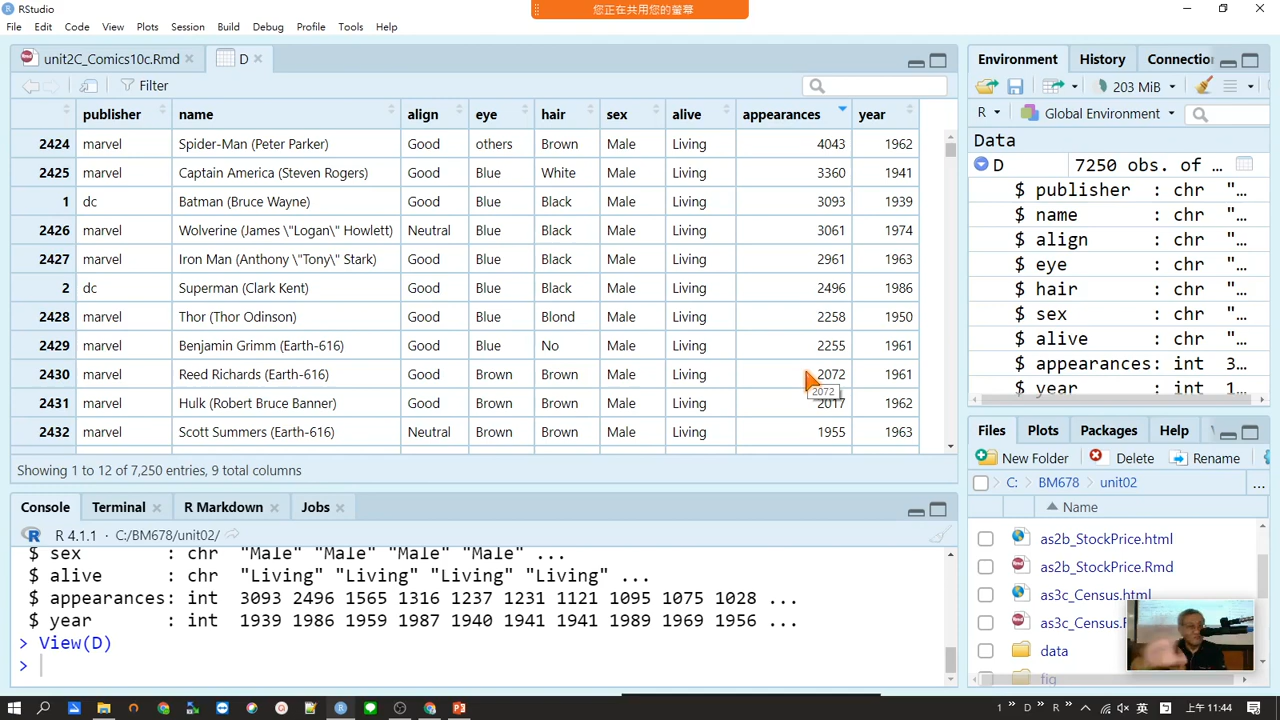 RStudio
您正在共用您的螢幕
File Edit Code View Plots Session Build Debug Profile Tools Help
unit2C_Comics10c.Rmd
D
Filter
publisher name align eye hair sex alive appearances year
2424 marvel Spider-Man (Peter Parker) Good others Brown Male Living 4043 1962
2425 marvel Captain America (Steven Rogers) Good Blue White Male Living 3360 1941
1 dc Batman (Bruce Wayne) Good Blue Black Male Living 3093 1939
2426 marvel Wolverine (James \"Logan\" Howlett) Neutral Blue Black Male Living 3061 1974
2427 marvel Iron Man (Anthony \"Tony\" Stark) Good Blue Black Male Living 2961 1963
2 dc Superman (Clark Kent) Good Blue Black Male Living 2496 1986
2428 marvel Thor (Thor Odinson) Good Blue Blond Male Living 2258 1950
2429 marvel Benjamin Grimm (Earth-616) Good Blue No Male Living 2255 1961
2430 marvel Reed Richards (Earth-616) Good Brown Brown Male Living 2072 1961
2072
2431 marvel Hulk (Robert Bruce Banner) Good Brown Brown Male Living 2017 1962
2432 marvel Scott Summers (Earth-616) Neutral Brown Brown Male Living 1955 1963
Showing 1 to 12 of 7,250 entries, 9 total columns
Console Terminal R Markdown Jobs
R 4.1.1 · C:/BM678/unit02/
$ sex : chr "Male" "Male" "Male" "Male" ...
$ alive : chr "Living" "Living" "Living" "Living" ...
$ appearances: int 3093 2496 1565 1316 1237 1231 1121 1095 1075 1028 ...
$ year : int 1939 1986 1959 1987 1940 1941 1941 1989 1969 1956 ...
> View(D)
>
Environment History Connectio
203 MiB
R Global Environment
Data
D 7250 obs. of ...
$ publisher : chr "…
$ name : chr "…
$ align : chr "…
$ eye : chr "…
$ hair : chr "…
$ sex : chr "…
$ alive : chr "…
$ appearances: int 3…
$ year : int 1…
Files Plots Packages Help
New Folder Delete Rename
C: BM678 unit02 ...
Name
as2b_StockPrice.html
as2b_StockPrice.Rmd
as3c_Census.html
as3c_Census.
data
fig
1 » D » R » 英 上午 11:44